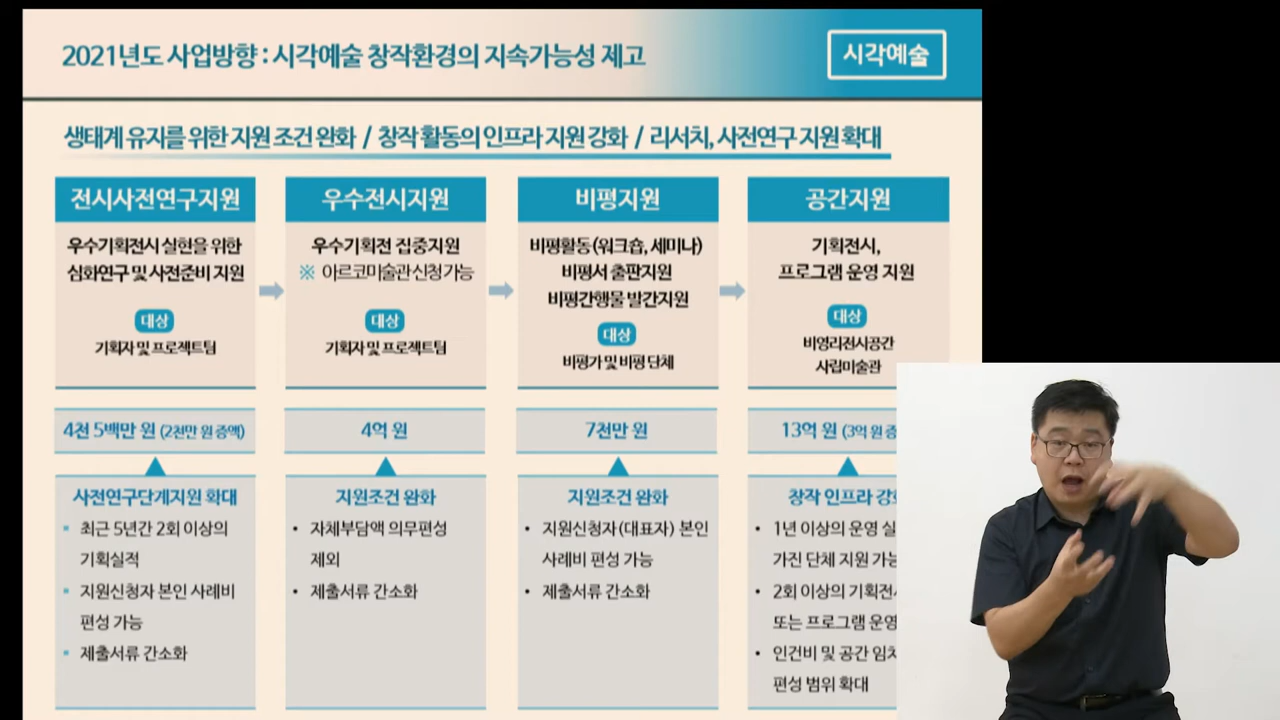 2021년도 사업방향 : 시각예술 창작환경의 지속가능성 제고
시각예술
생태계 유지를 위한 지원 조건 완화 / 창작 활동의 인프라 지원 강화 / 리서치, 사전연구 지원 확대
전시사전연구지원
우수기획전시 실현을 위한
심화연구 및 사전준비 지원
대상
기획자 및 프로젝트팀
4천 5백만 원 (2천만 원 증액)
사전연구단계지원 확대
▪ 최근 5년간 2회 이상의
기획실적
▪ 지원신청자 본인 사례비
편성 가능
▪ 제출서류 간소화
우수전시지원
우수기획전 집중지원
※ 아르코미술관 신청 가능
대상
기획자 및 프로젝트팀
4억 원
지원조건 완화
• 자체부담액 의무편성
제외
• 제출서류 간소화
비평지원
비평활동(워크숍, 세미나)
비평서 출판지원
비평간행물 발간지원
대상
비평가 및 비평 단체
7천만 원
지원조건 완화
• 지원신청자(대표자) 본인
사례비 편성 가능
• 제출서류 간소화
공간지원
기획전시,
프로그램 운영 지원
대상
비영리전시공간
사립미술관
13억 원 (3억 원
창작 인프라
• 1년 이상의 운영
가진 단체 지원
• 2회 이상의
또는 프로그램 운영
• 인건비 및 공간
편성 범위 확대